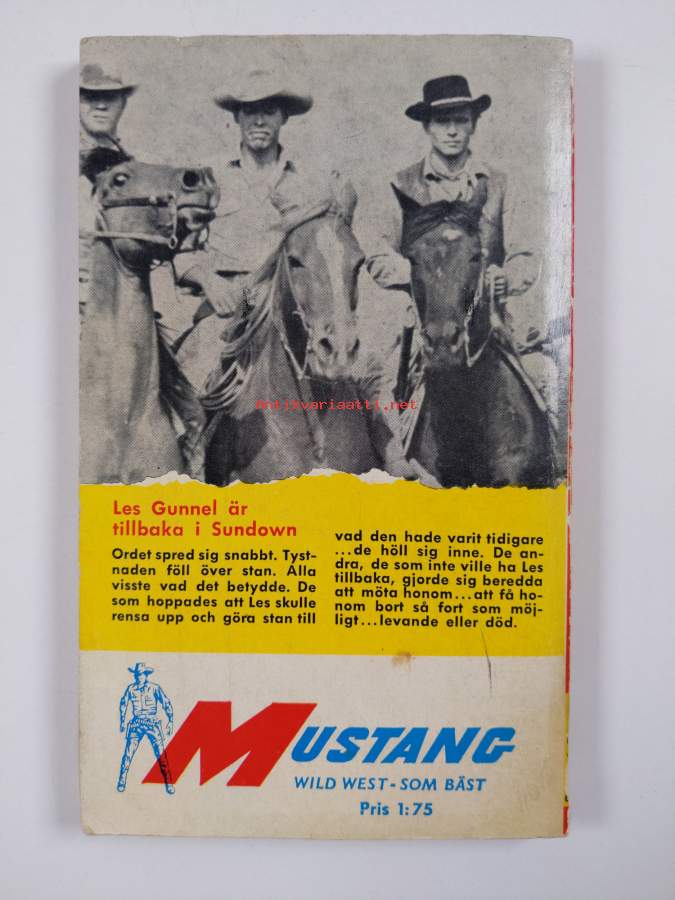 Antikvariaatti.net
Les Gunnel är
tillbaka i Sundown
Ordet spred sig snabbt. Tyst-
naden föll över stan. Alla
visste vad det betydde. De
som hoppades att Les skulle
rensa upp och göra stan till
vad den hade varit tidigare
...de höll sig inne. De an-
dra, de som inte ville ha Les
tillbaka, gjorde sig beredda
att möta honom...att få ho-
nom bort så fort som möj-
ligt...levande eller död.
MUSTANG
WILD WEST - SOM BÄST
Pris 1:75